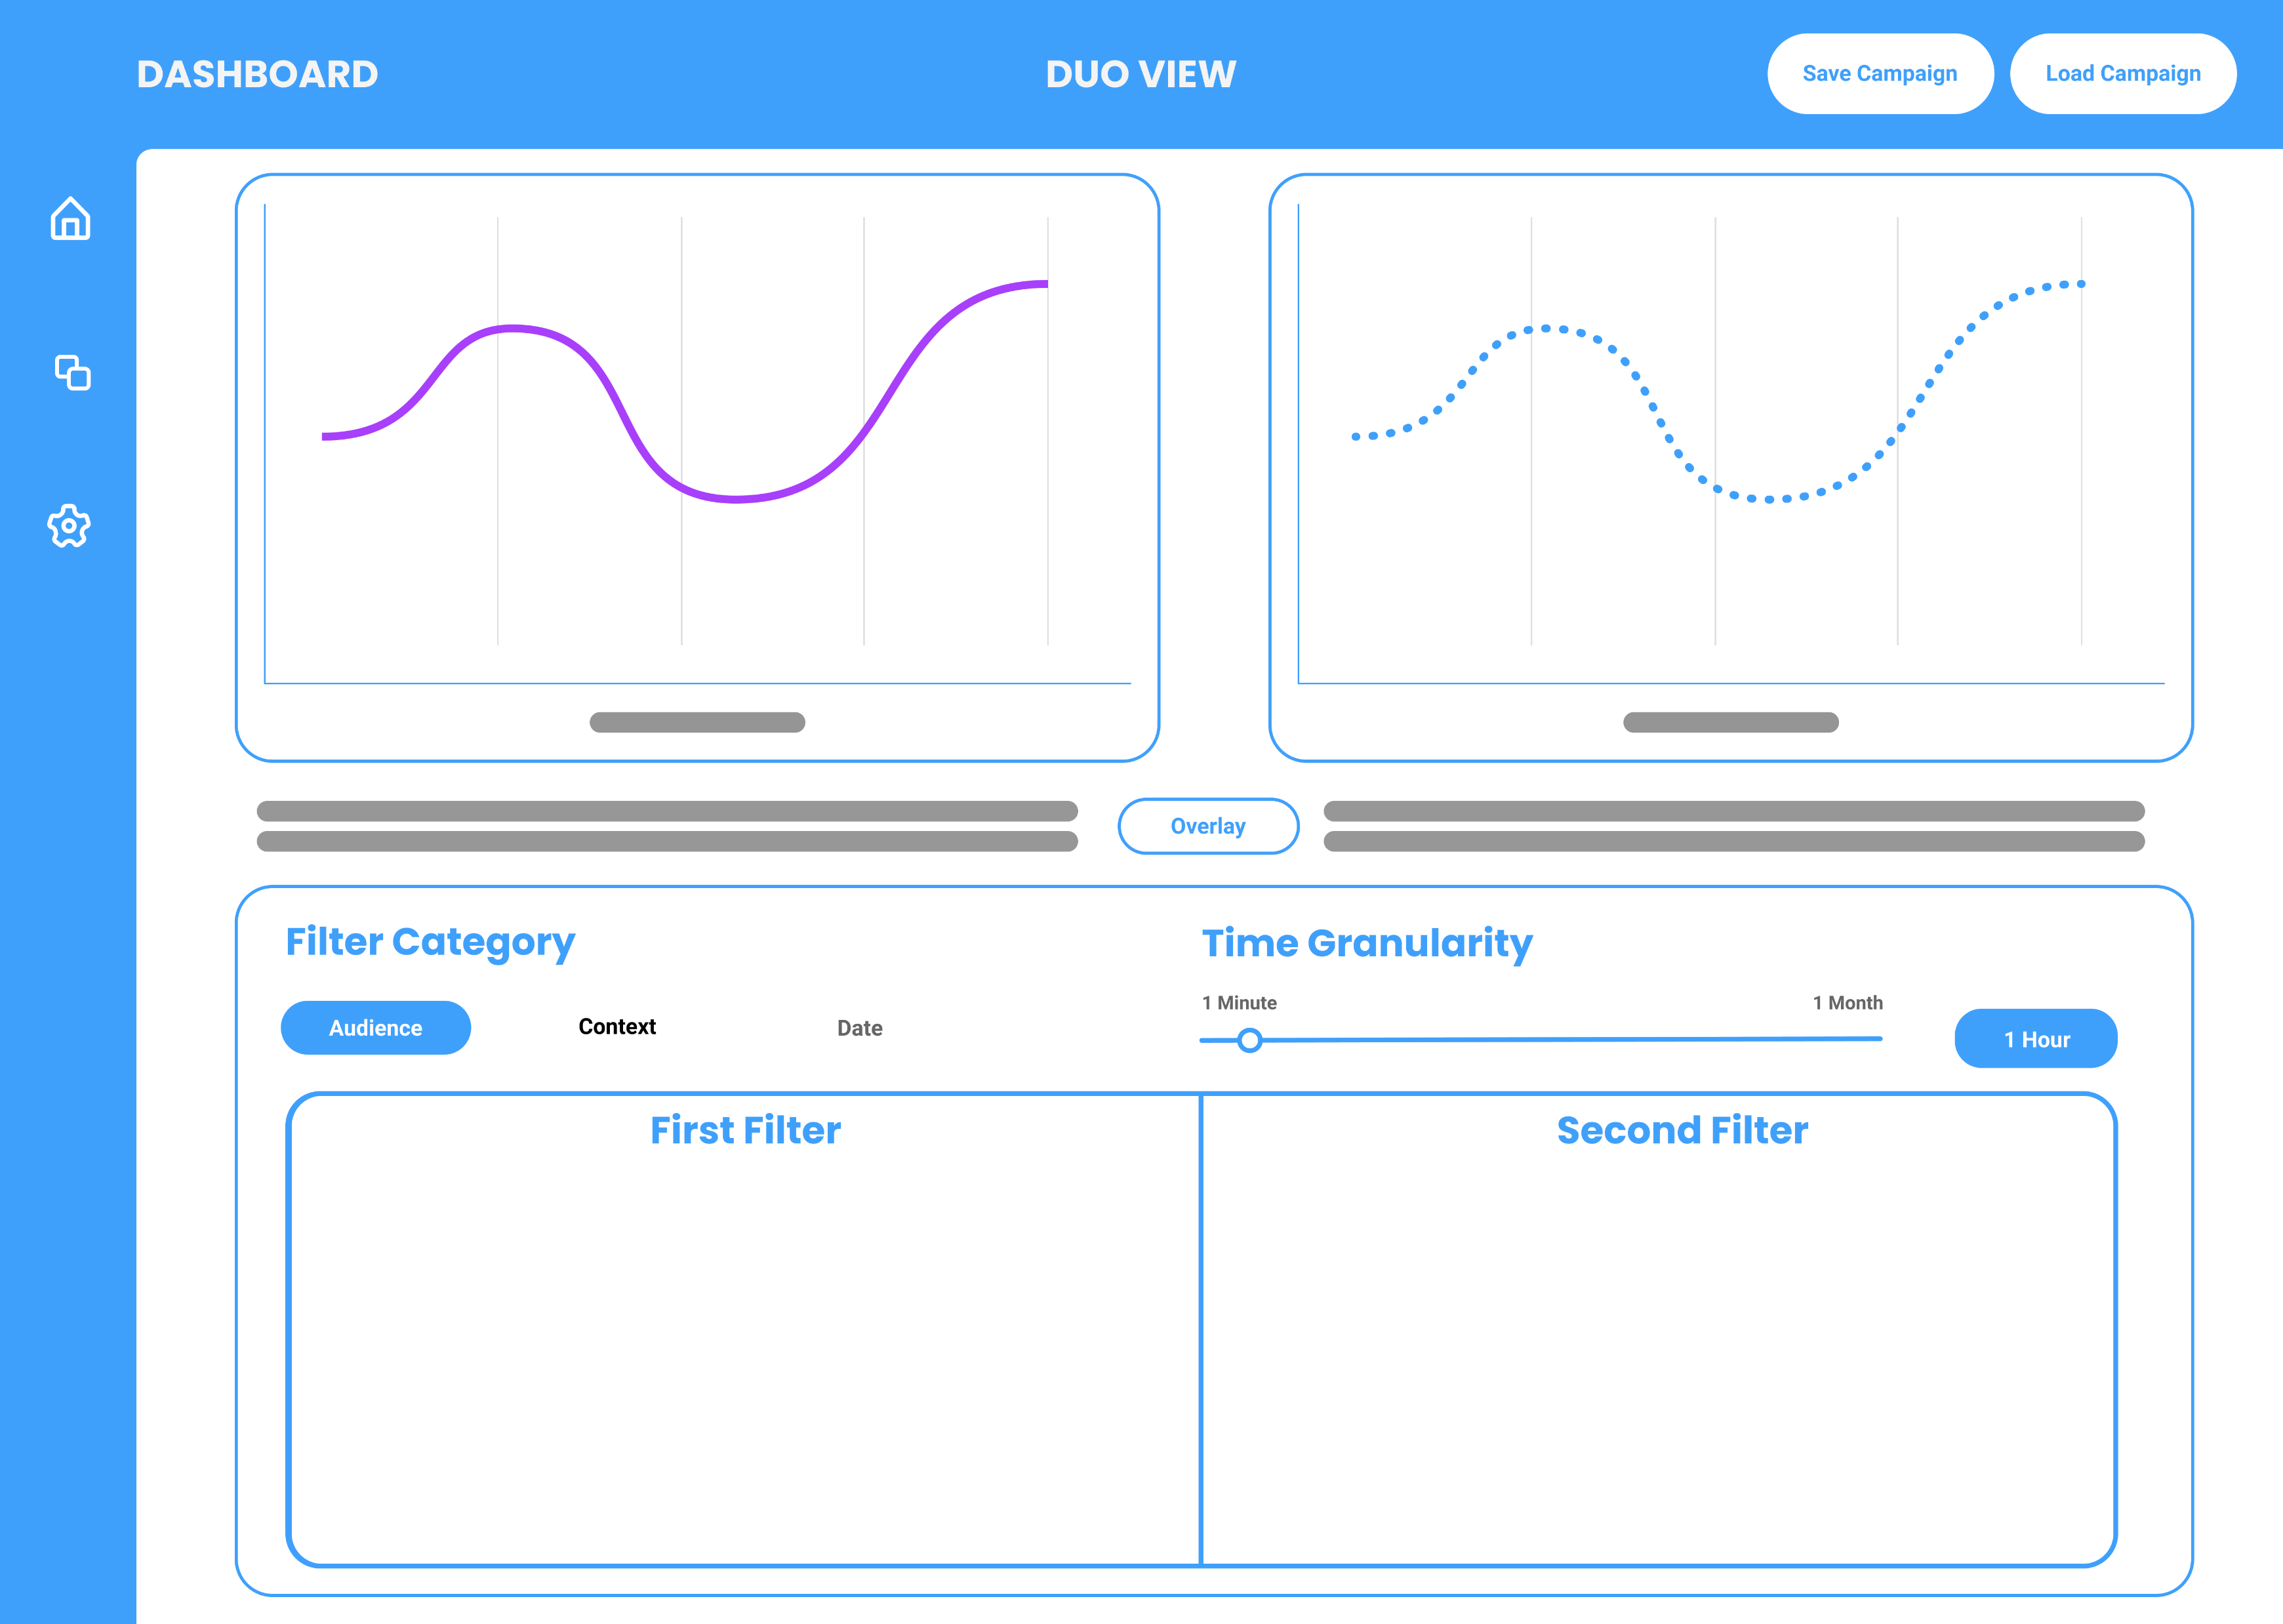 DASHBOARD
DUO VIEW
Save Campaign
Load Campaign
Overlay
Filter Category
Time Granularity
1 Minute
1 Month
Audience
Context
Date
1 Hour
First Filter
Second Filter